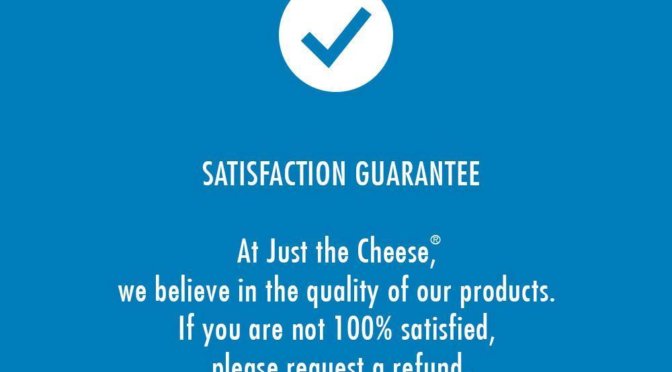 SATISFACTION GUARANTEE
At Just the Cheese,®
we believe in the quality of our products.
If you are not 100% satisfied,
please request a refund